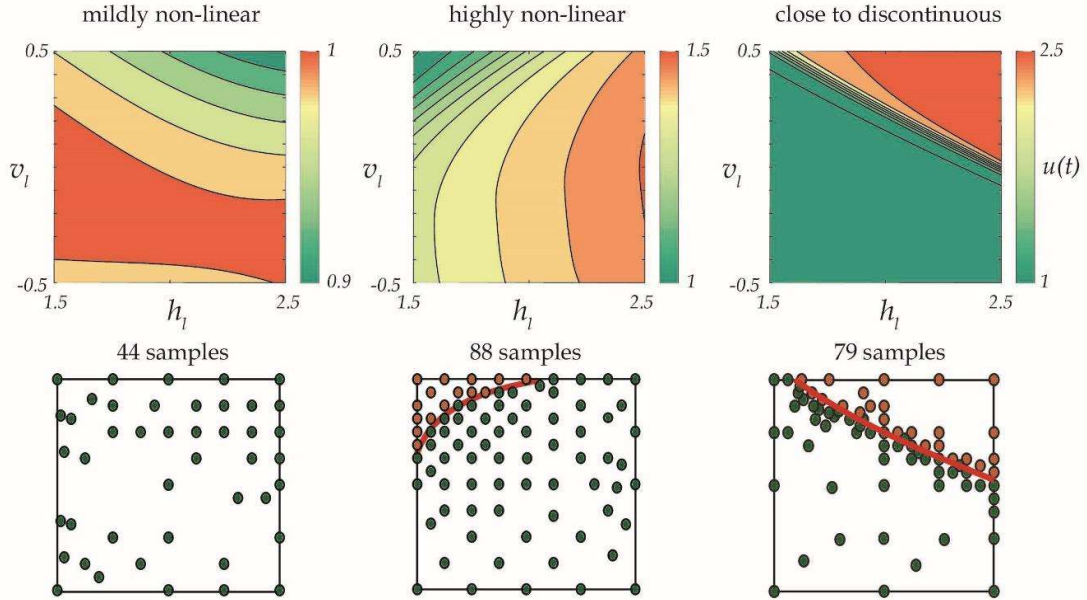 mildly non-linear
highly non-linear
close to discontinuous
0.5
1
0.5
1.5
0.5
2.5
v_l
v_l
v_l
u(t)
-0.5
0.9
-0.5
1
-0.5
1
1.5
2.5
1.5
2.5
1.5
2.5
h_l
h_l
h_l
44 samples
88 samples
79 samples